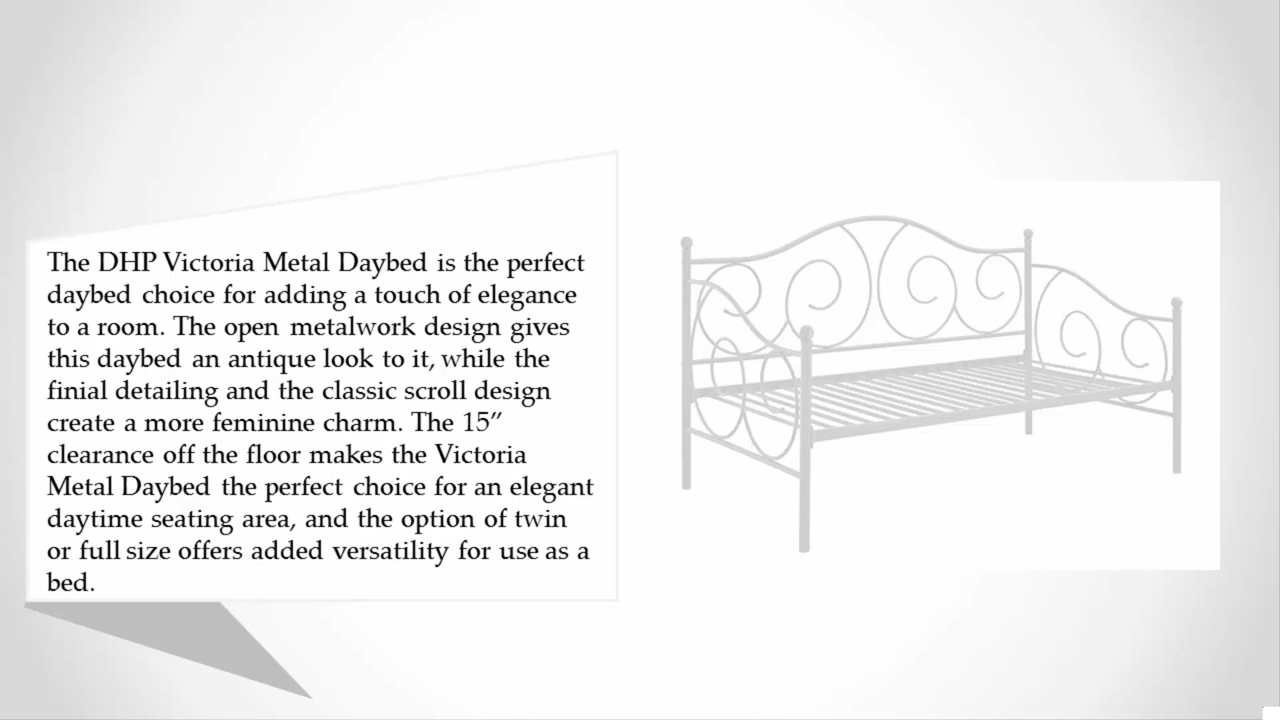 The DHP Victoria Metal Daybed is the perfect
daybed choice for adding a touch of elegance
to a room. The open metalwork design gives
this daybed an antique look to it, while the
finial detailing and the classic scroll design
create a more feminine charm. The 15”
clearance off the floor makes the Victoria
Metal Daybed the perfect choice for an elegant
daytime seating area, and the option of twin
or full size offers added versatility for use as a
bed.